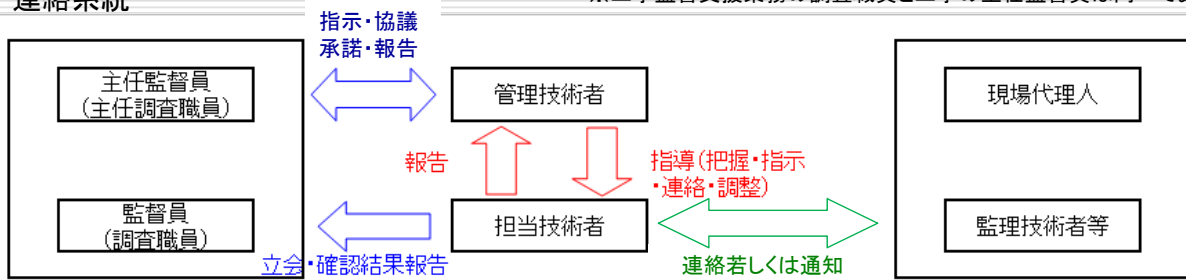 連絡系統
指示・協議
承諾・報告
主任監督員
(主任調査職員)
管理技術者
現場代理人
報告
指導(把握・指示
・連絡・調整)
監督員
(調査職員)
担当技術者
監理技術者等
立会・確認結果報告
連絡若しくは通知